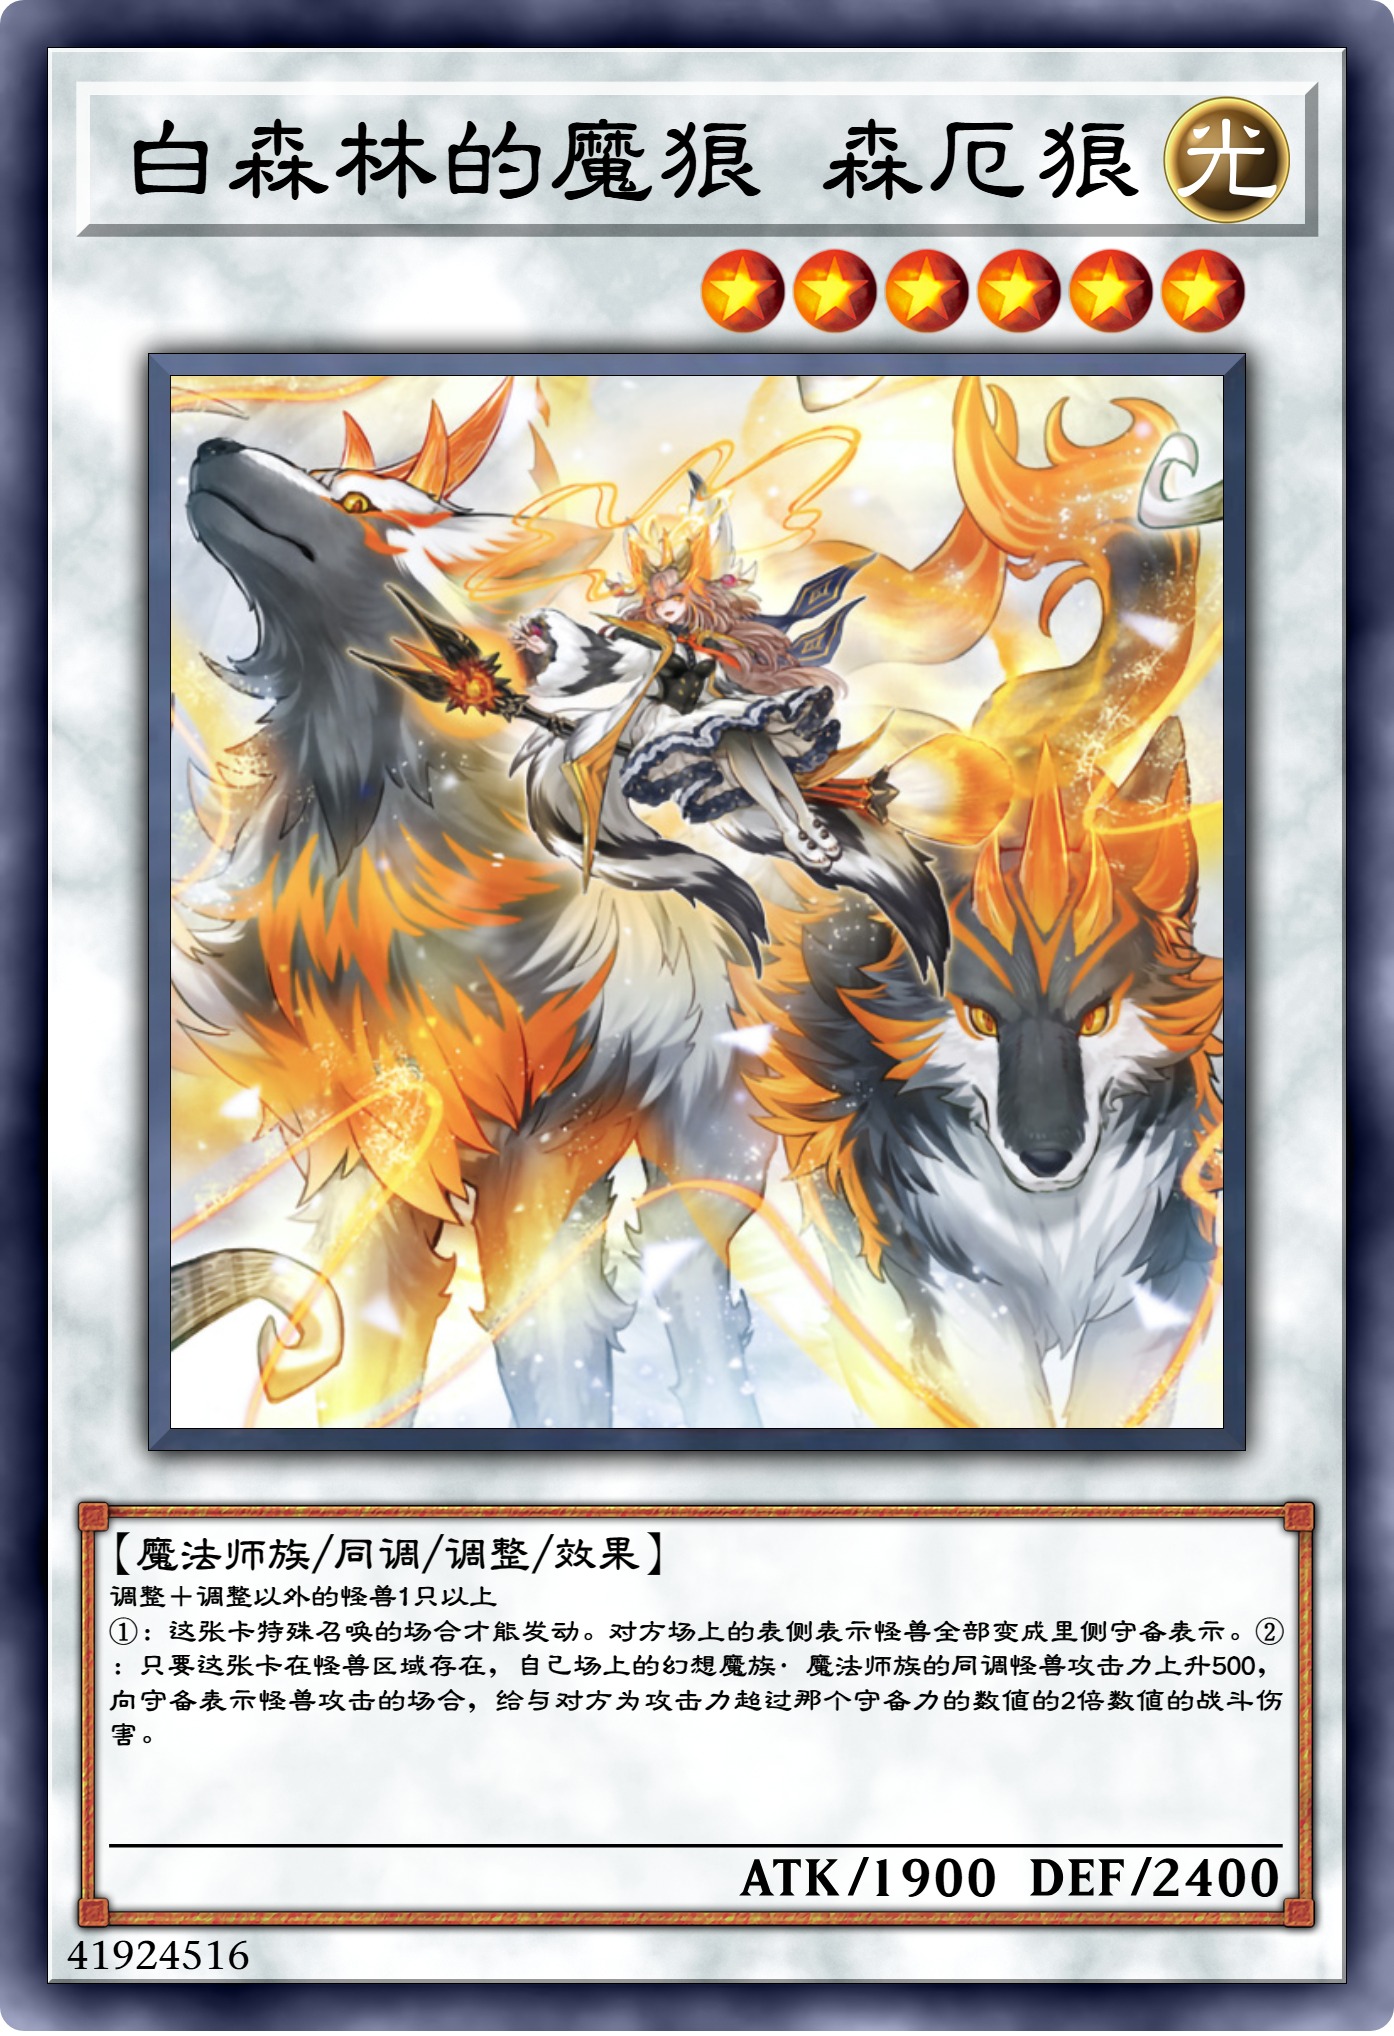 白森林的魔狼 森厄狼 光
【魔法师族/同调/调整/效果】
调整＋调整以外的怪兽1只以上
①：这张卡特殊召唤的场合才能发动。对方场上的表侧表示怪兽全部变成里侧守备表示。②
：只要这张卡在怪兽区域存在，自己场上的幻想魔族·魔法师族的同调怪兽攻击力上升500，
向守备表示怪兽攻击的场合，给与对方为攻击力超过那个守备力的数值的2倍数值的战斗伤
害。
ATK/1900 DEF/2400
41924516